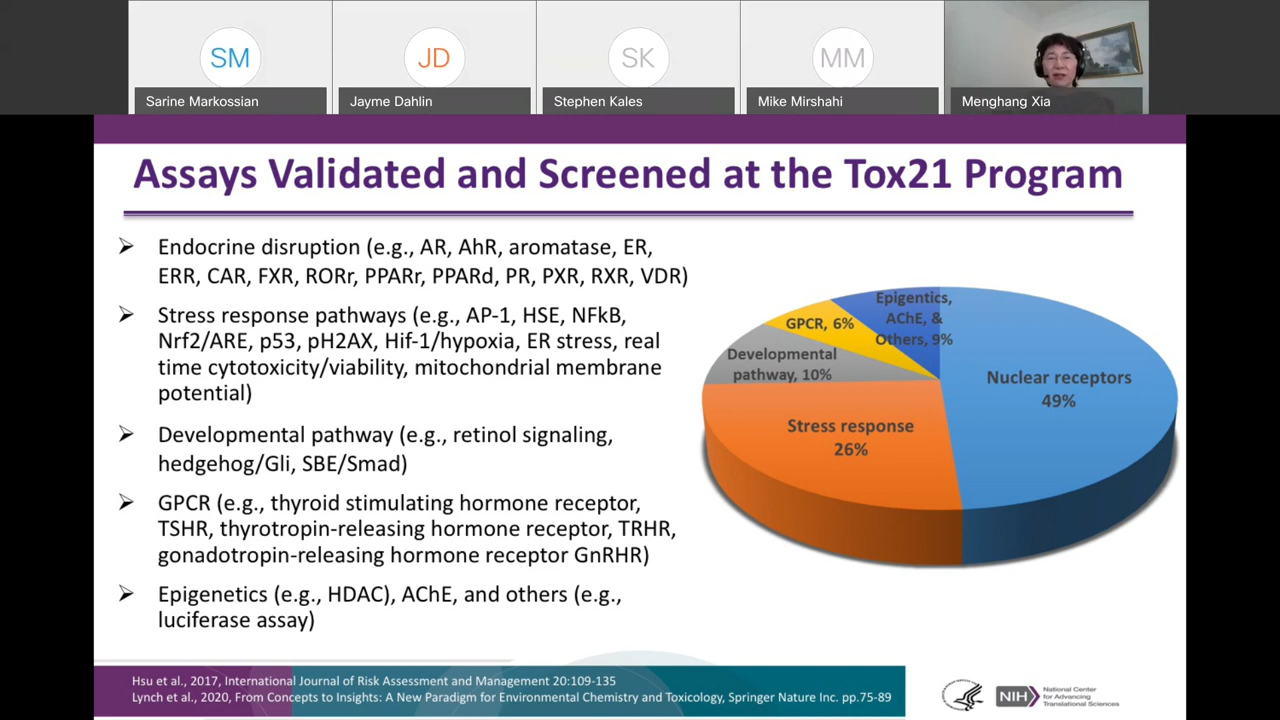 SM
JD
SK
MM
Sarine Markossian
Jayme Dahlin
Stephen Kales
Mike Mirshahi
Menghang Xia
Assays Validated and Screened at the Tox21 Program
➢ Endocrine disruption (e.g., AR, AhR, aromatase, ER,
ERR, CAR, FXR, RORr, PPARr, PPARd, PR, PXR, RXR, VDR)
➢ Stress response pathways (e.g., AP-1, HSE, NFkB,
Nrf2/ARE, p53, pH2AX, Hif-1/hypoxia, ER stress, real
time cytotoxicity/viability, mitochondrial membrane
potential)
➢ Developmental pathway (e.g., retinol signaling,
hedgehog/Gli, SBE/Smad)
➢ GPCR (e.g., thyroid stimulating hormone receptor,
TSHR, thyrotropin-releasing hormone receptor, TRHR,
gonadotropin-releasing hormone receptor GnRHR)
➢ Epigenetics (e.g., HDAC), AChE, and others (e.g.,
luciferase assay)
Epigentics,
AChE, &
Others, 9%
GPCR, 6%
Developmental
pathway, 10%
Nuclear receptors
49%
Stress response
26%
Hsu et al., 2017, International Journal of Risk Assessment and Management 20:109-135
Lynch et al., 2020, From Concepts to Insights: A New Paradigm for Environmental Chemistry and Toxicology, Springer Nature Inc. pp.75-89
NIH
National Center
for Advancing
Translational Sciences